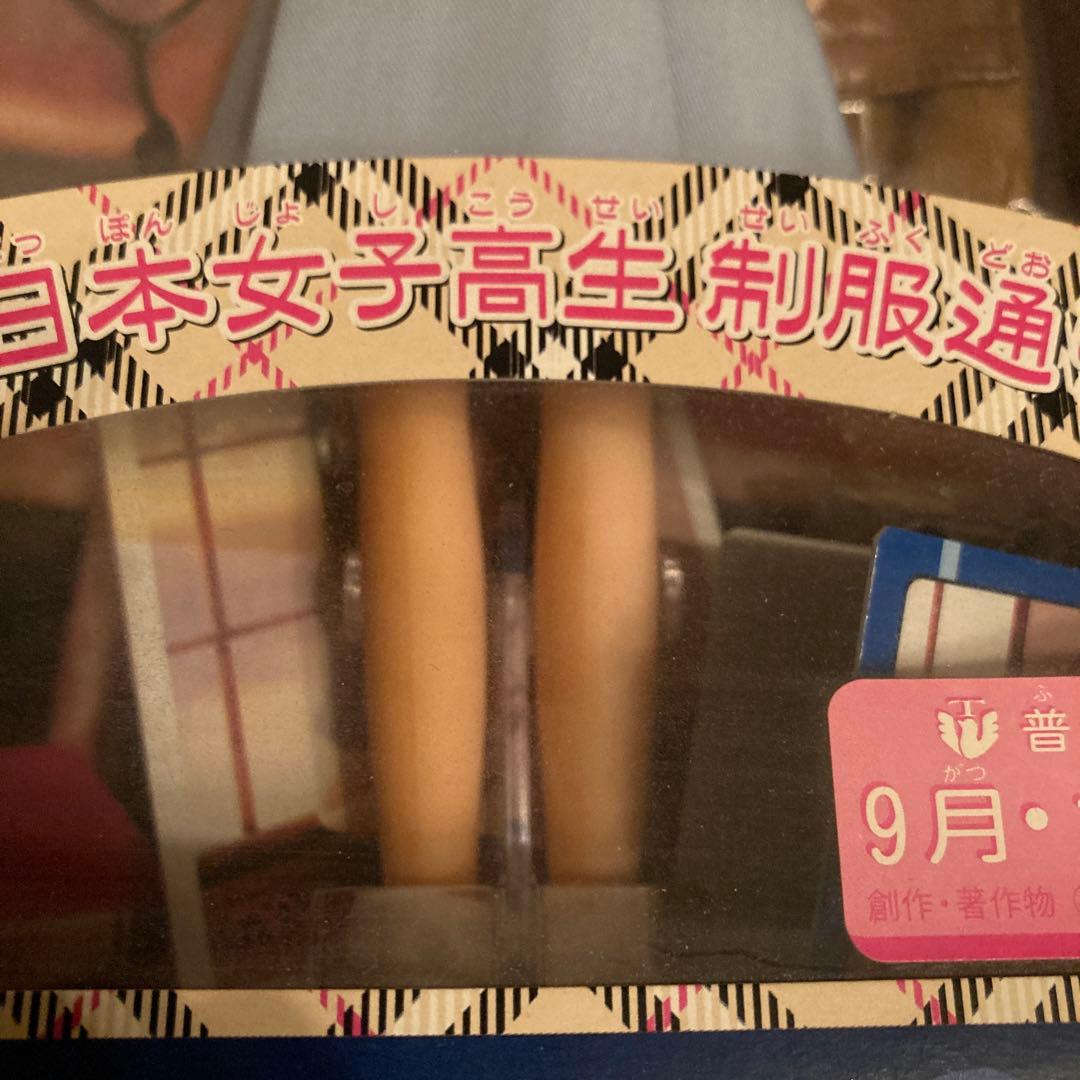 っ ぽん じょ し こう せい せい ふく どお
日本女子高生 制服通
ふ
普
がつ
9月・
創作・著作物